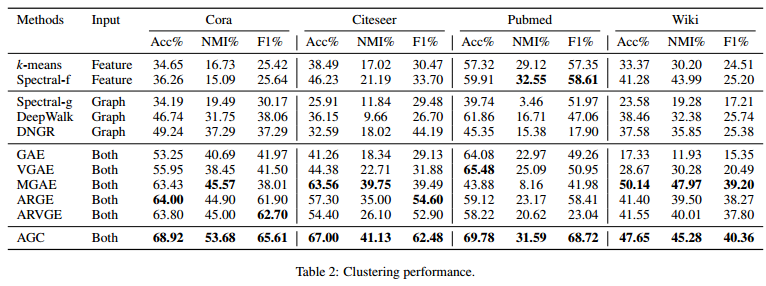 Methods Input Cora Citeseer Pubmed Wiki
Acc% NMI% F1% Acc% NMI% F1% Acc% NMI% F1% Acc% NMI% F1%
k-means Feature 34.65 16.73 25.42 38.49 17.02 30.47 57.32 29.12 57.35 33.37 30.20 24.51
Spectral-f Feature 36.26 15.09 25.64 46.23 21.19 33.70 59.91 32.55 58.61 41.28 43.99 25.20
Spectral-g Graph 34.19 19.49 30.17 25.91 11.84 29.48 39.74 3.46 51.97 23.58 19.28 17.21
DeepWalk Graph 46.74 31.75 38.06 36.15 9.66 26.70 61.86 16.71 47.06 38.46 32.38 25.74
DNGR Graph 49.24 37.29 37.29 32.59 18.02 44.19 45.35 15.38 17.90 37.58 35.85 25.38
GAE Both 53.25 40.69 41.97 41.26 18.34 29.13 64.08 22.97 49.26 17.33 11.93 15.35
VGAE Both 55.95 38.45 41.50 44.38 22.71 31.88 65.48 25.09 50.95 28.67 30.28 20.49
MGAE Both 63.43 45.57 38.01 63.56 39.75 39.49 43.88 8.16 41.98 50.14 47.97 39.20
ARGE Both 64.00 44.90 61.90 57.30 35.00 54.60 59.12 23.17 58.41 41.40 39.50 38.27
ARVGE Both 63.80 45.00 62.70 54.40 26.10 52.90 58.22 20.62 23.04 41.55 40.01 37.80
AGC Both 68.92 53.68 65.61 67.00 41.13 62.48 69.78 31.59 68.72 47.65 45.28 40.36
Table 2: Clustering performance.